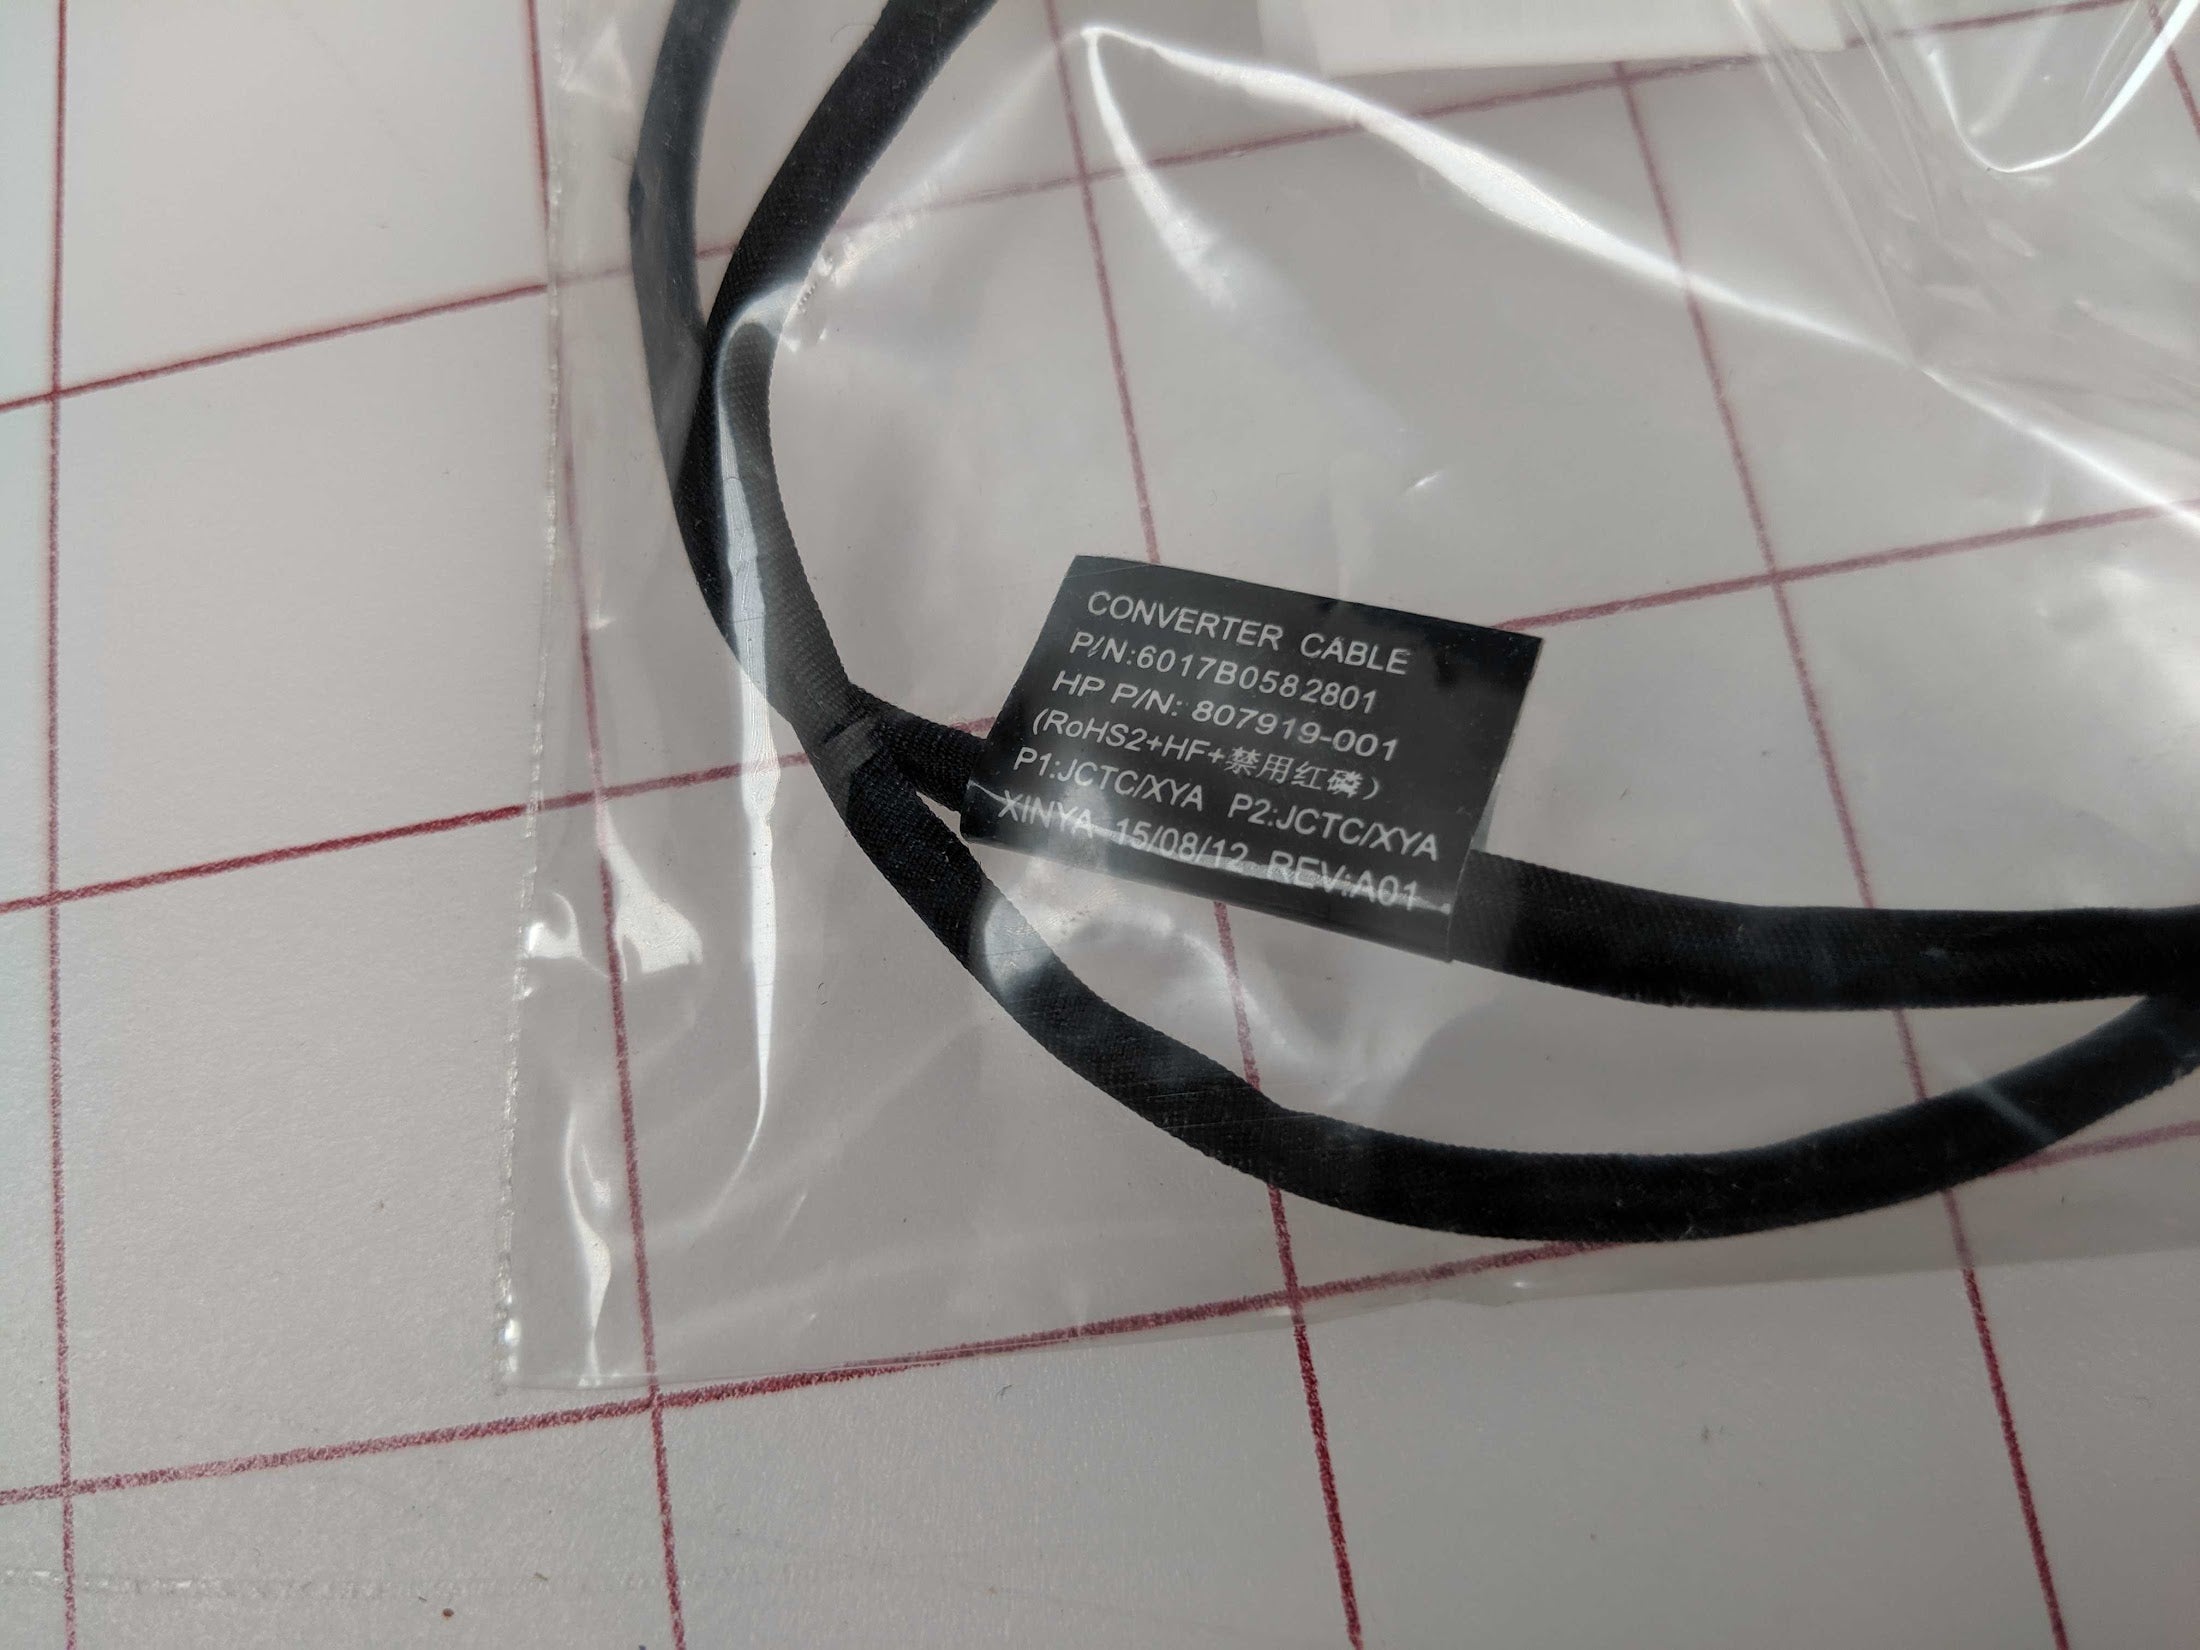 CONVERTER CABLE
P/N:6017B0582801
HP P/N: 807919-001
(RoHS2+HF+禁用红磷）
P1:JCTC/XYA P2:JCTC/XYA
XINYA 15/08/12 REV:A01